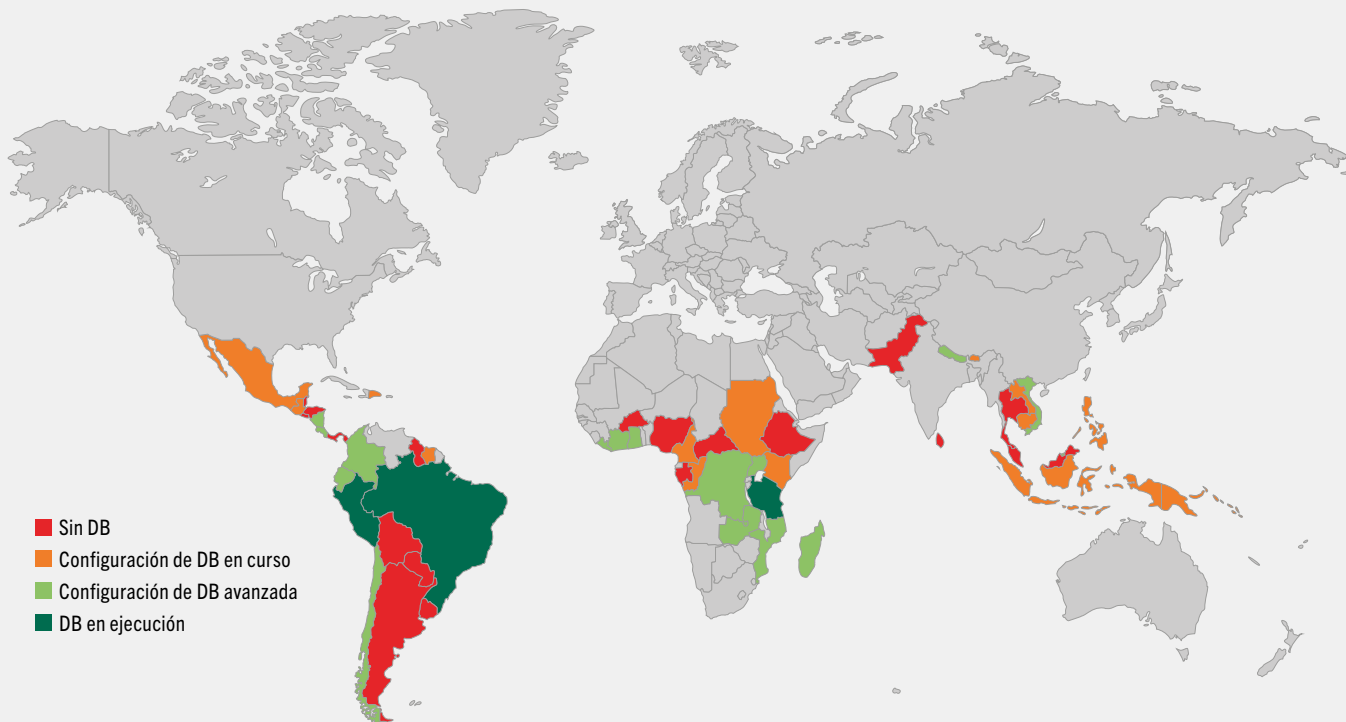 Sin DB
Configuración de DB en curso
Configuración de DB avanzada
DB en ejecución